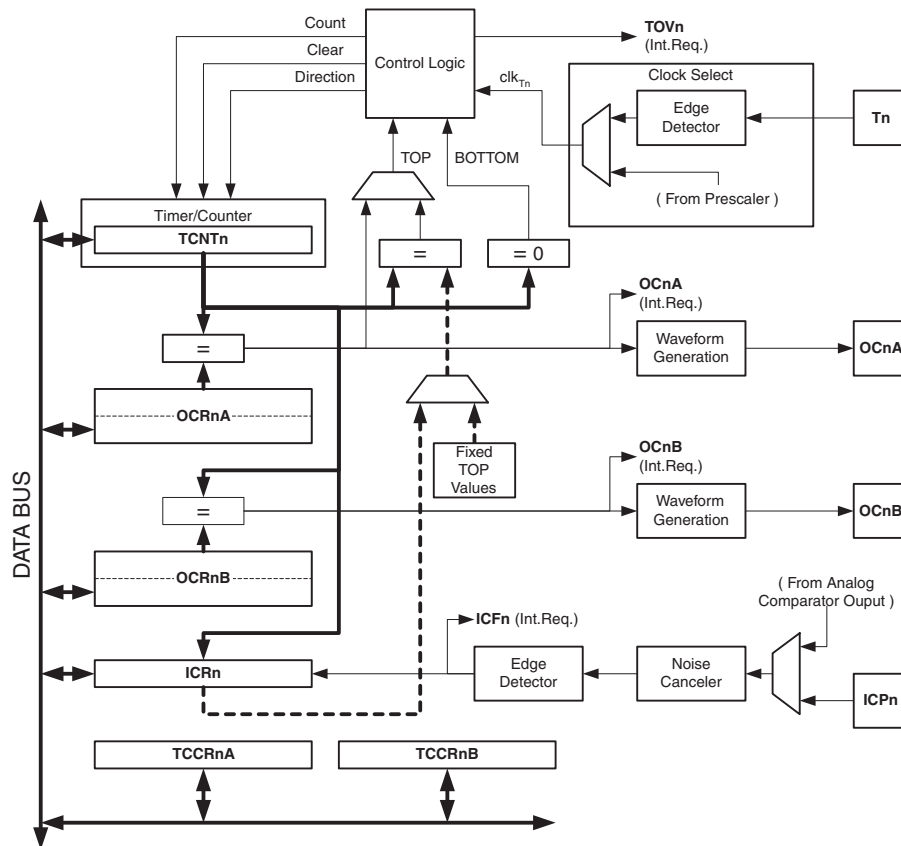 Count
TOVn
(Int.Req.)
Clear
Control Logic
Direction
clkTn
Clock Select
Edge
Detector
Tn
TOP
BOTTOM
( From Prescaler )
Timer/Counter
TCNTn
=
= 0
OCnA
(Int.Req.)
=
Waveform
Generation
OCnA
OCRnA
Fixed
TOP
Values
OCnB
(Int.Req.)
=
Waveform
Generation
OCnB
DATA BUS
OCRnB
( From Analog
Comparator Ouput )
ICFn (Int.Req.)
ICRn
Edge
Detector
Noise
Canceler
ICPn
TCCRnA
TCCRnB